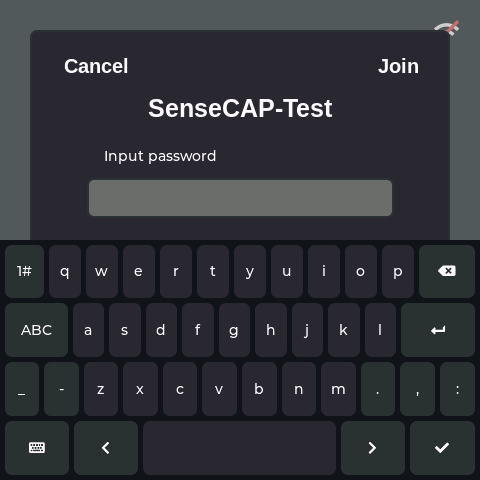 Cancel Join
SenseCAP-Test
Input password
1# q w e r t y u i o p
ABC a s d f g h j k l
_ - z x c v b n m . , :